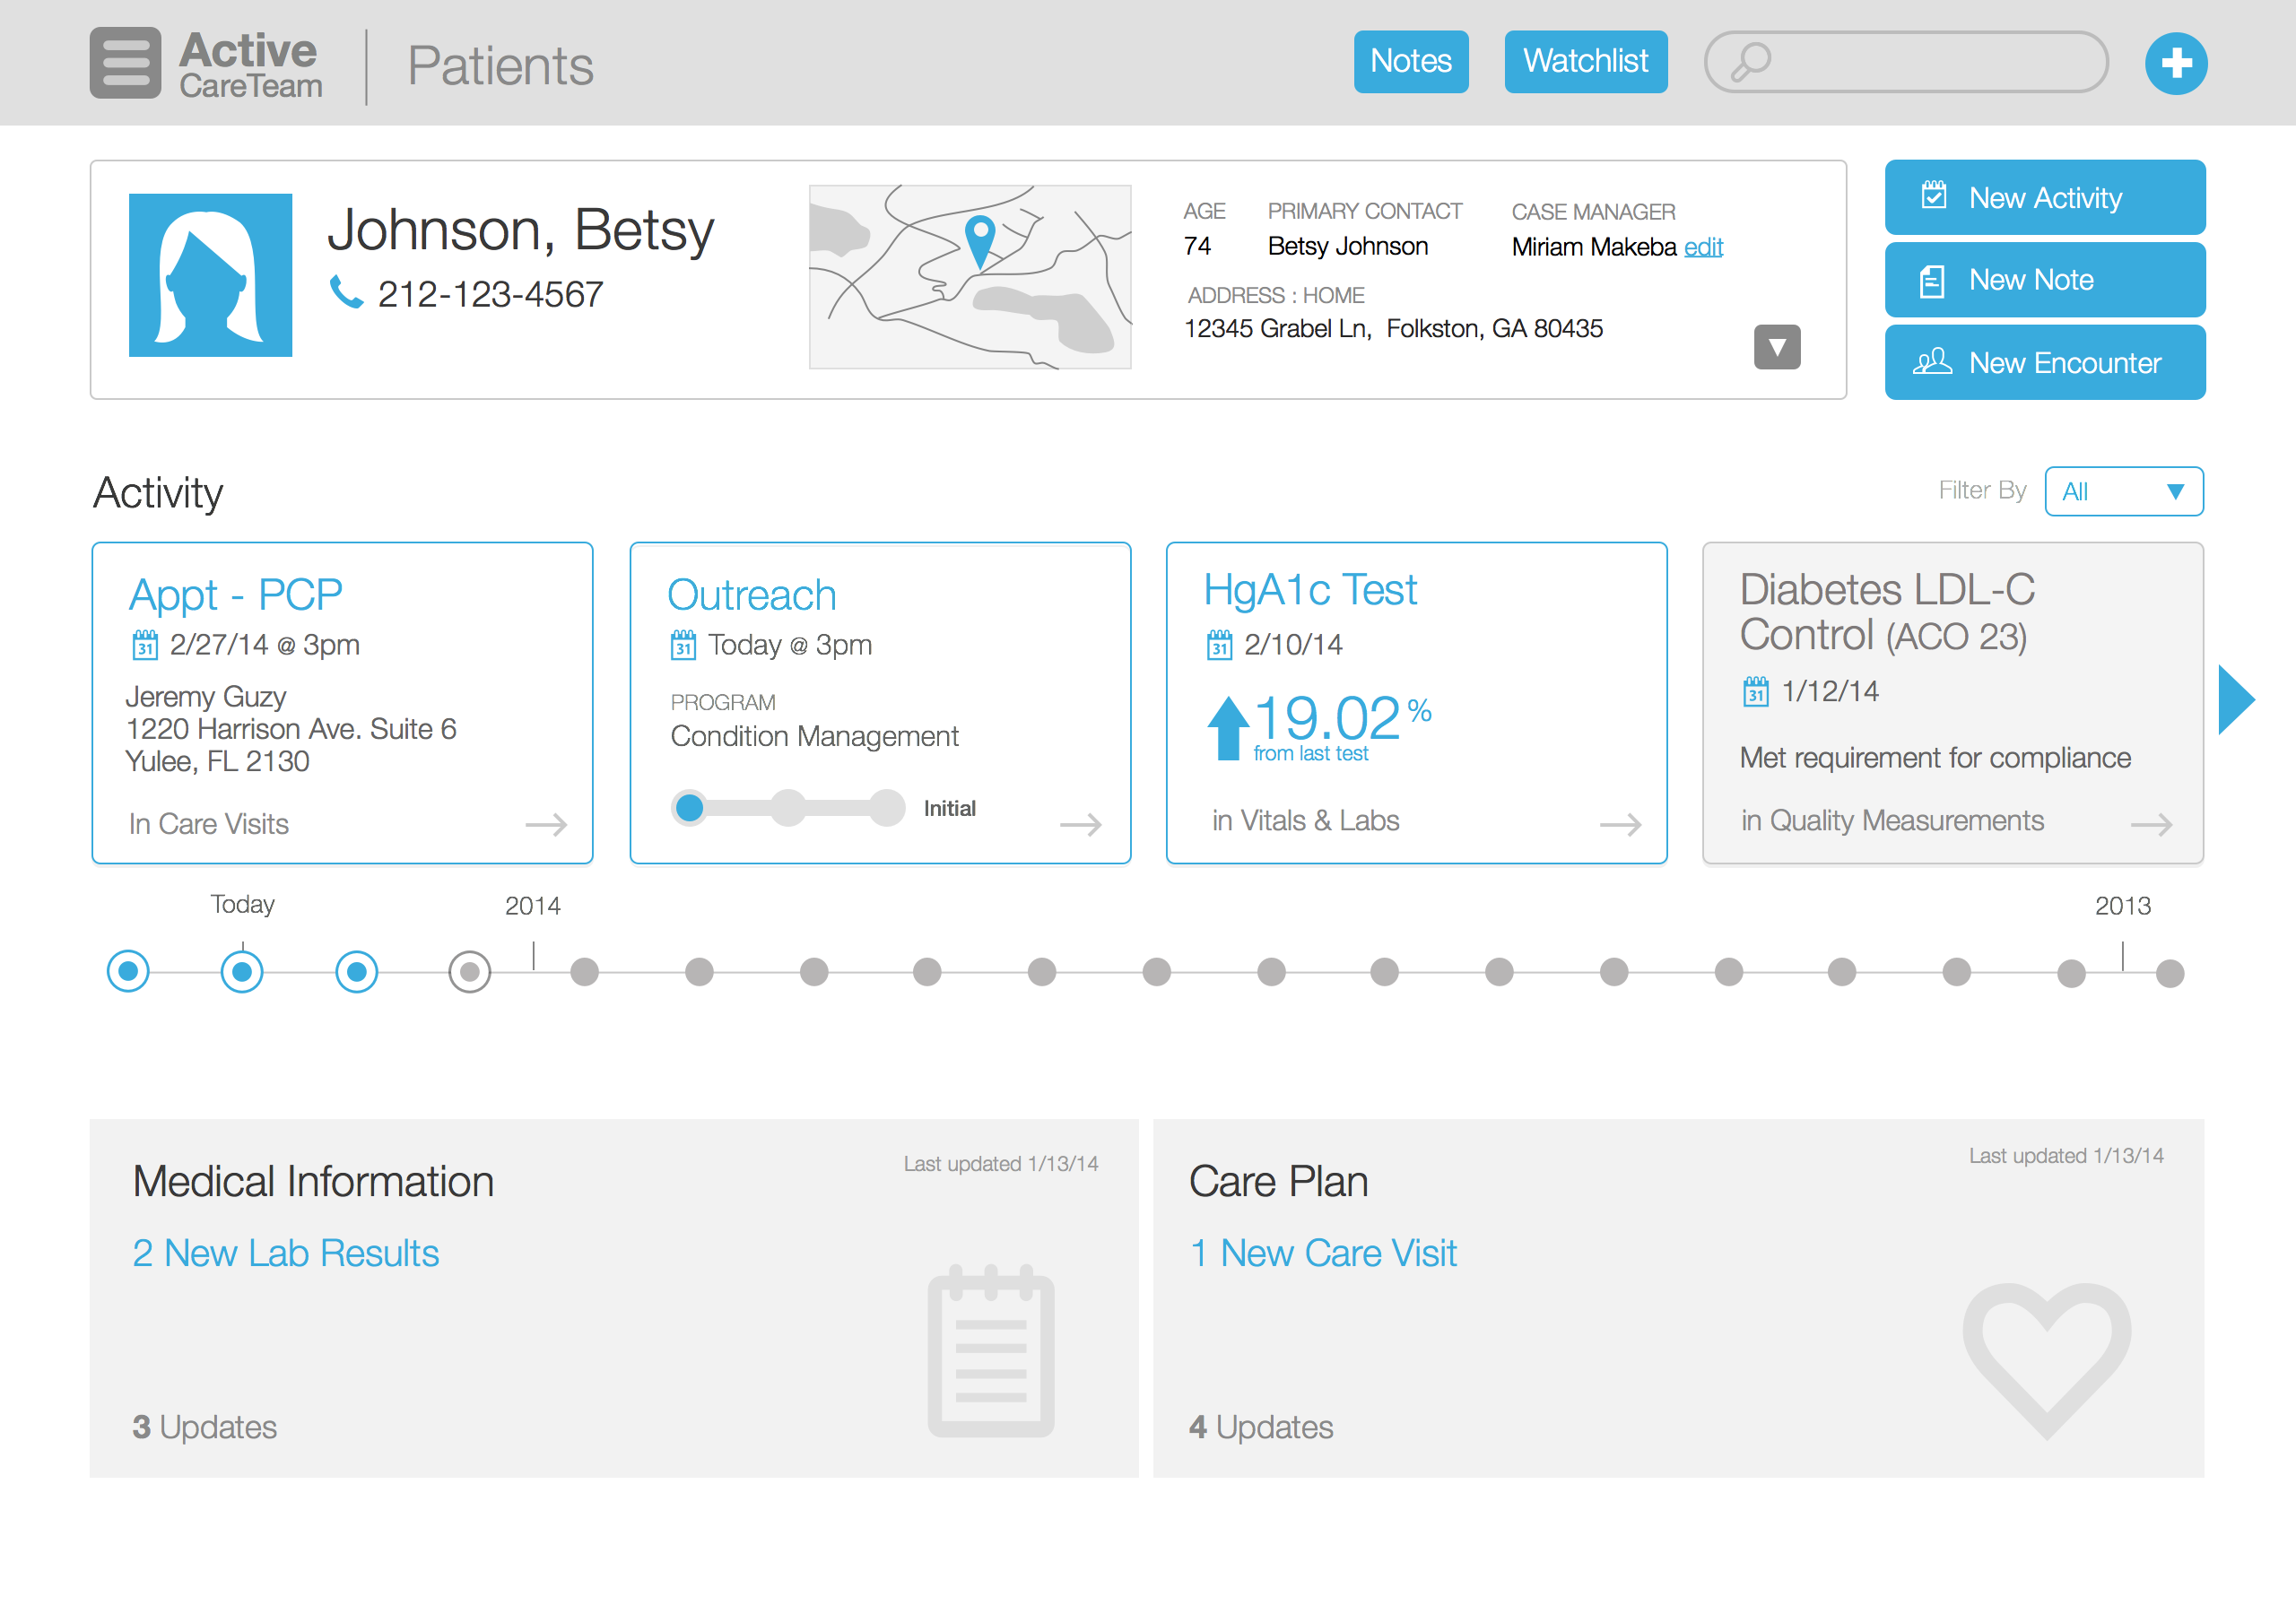 Active
CareTeam
Patients
Notes
Watchlist
Johnson, Betsy
212-123-4567
AGE
74
PRIMARY CONTACT
Betsy Johnson
CASE MANAGER
Miriam Makeba edit
ADDRESS : HOME
12345 Grabel Ln, Folkston, GA 80435
New Activity
New Note
New Encounter
Activity
Filter By
All
Appt - PCP
31 2/27/14 @ 3pm
Jeremy Guzy
1220 Harrison Ave. Suite 6
Yulee, FL 2130
In Care Visits
Outreach
31 Today @ 3pm
PROGRAM
Condition Management
Initial
HgA1c Test
31 2/10/14
19.02 %
from last test
in Vitals & Labs
Diabetes LDL-C
Control (ACO 23)
31 1/12/14
Met requirement for compliance
in Quality Measurements
Today
2014
2013
Medical Information
Last updated 1/13/14
2 New Lab Results
3 Updates
Care Plan
Last updated 1/13/14
1 New Care Visit
4 Updates